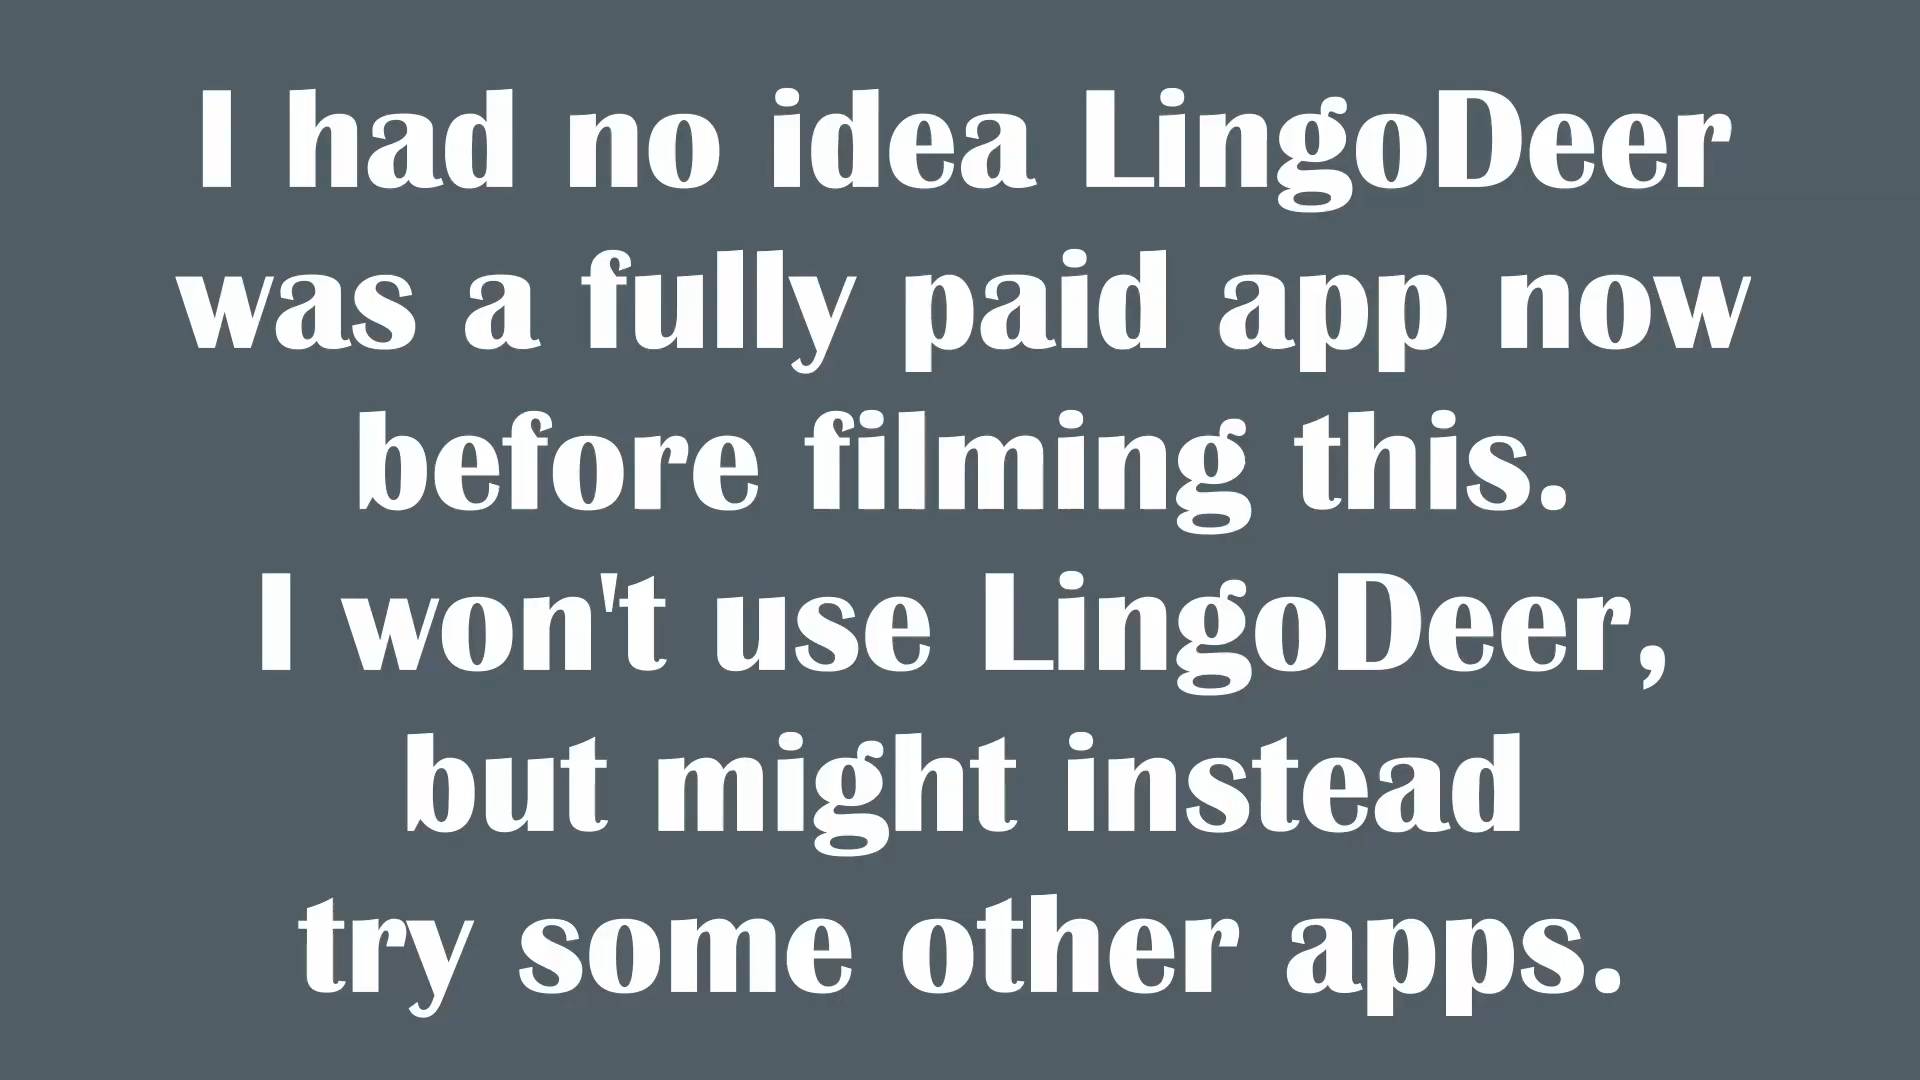 I had no idea LingoDeer
was a fully paid app now
before filming this.
I won't use LingoDeer,
but might instead
try some other apps.